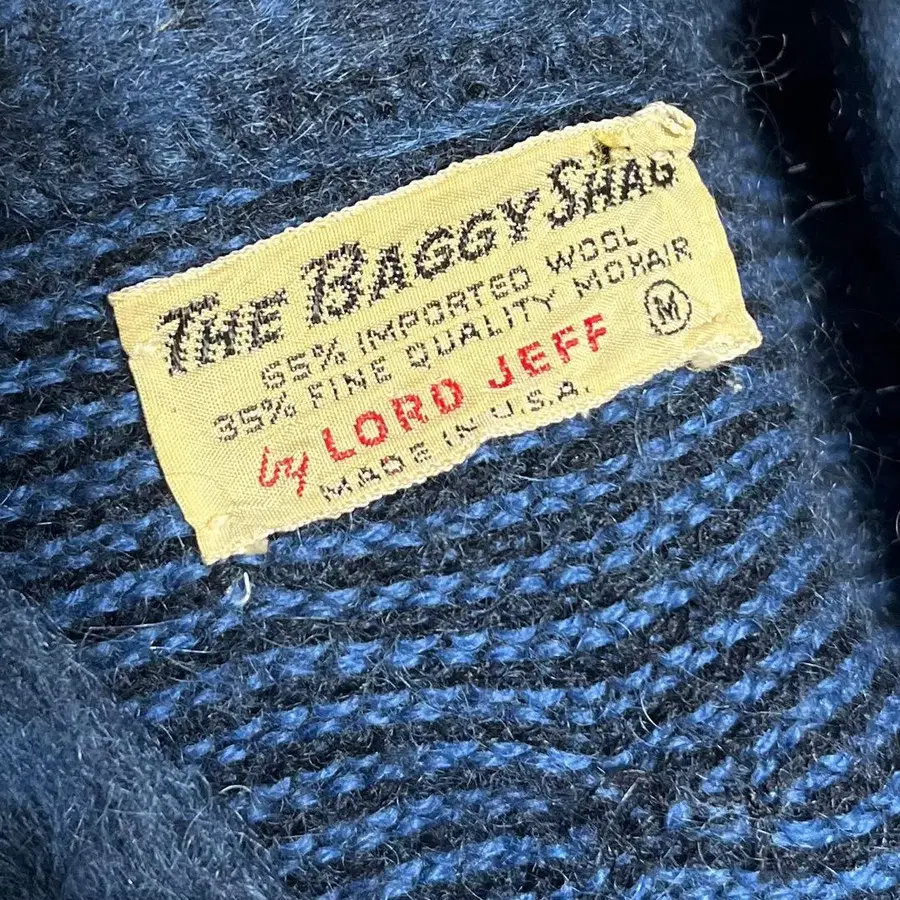 THE BAGGY SHAG
65% IMPORTED WOOL
35% FINE QUALITY MOHAIR
by LORD JEFF M
MADE IN U.S.A.